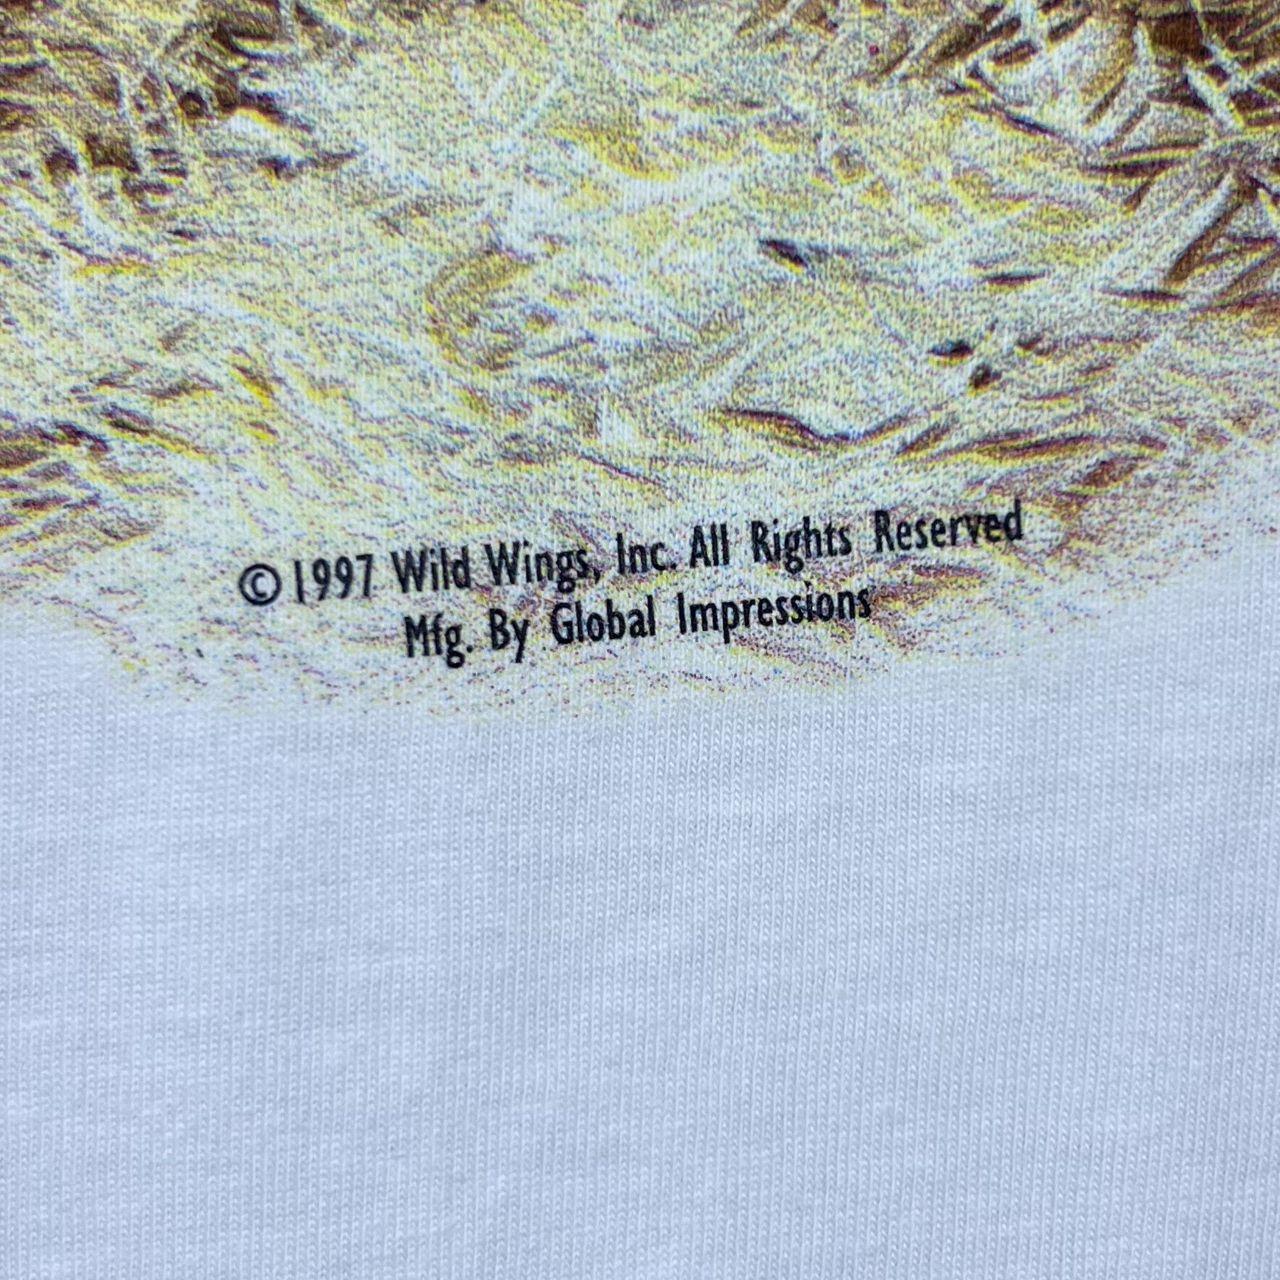 ©1997 Wild Wings, Inc. All Rights Reserved
Mfg. By Global Impressions